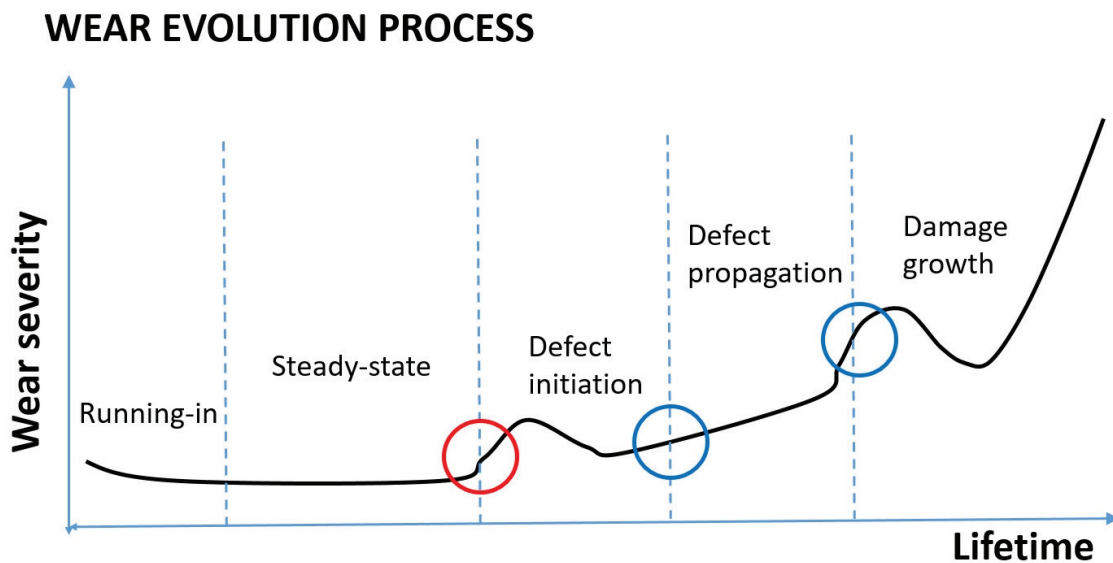 WEAR EVOLUTION PROCESS
Wear severity
Running-in
Steady-state
Defect
initiation
Defect
propagation
Damage
growth
Lifetime